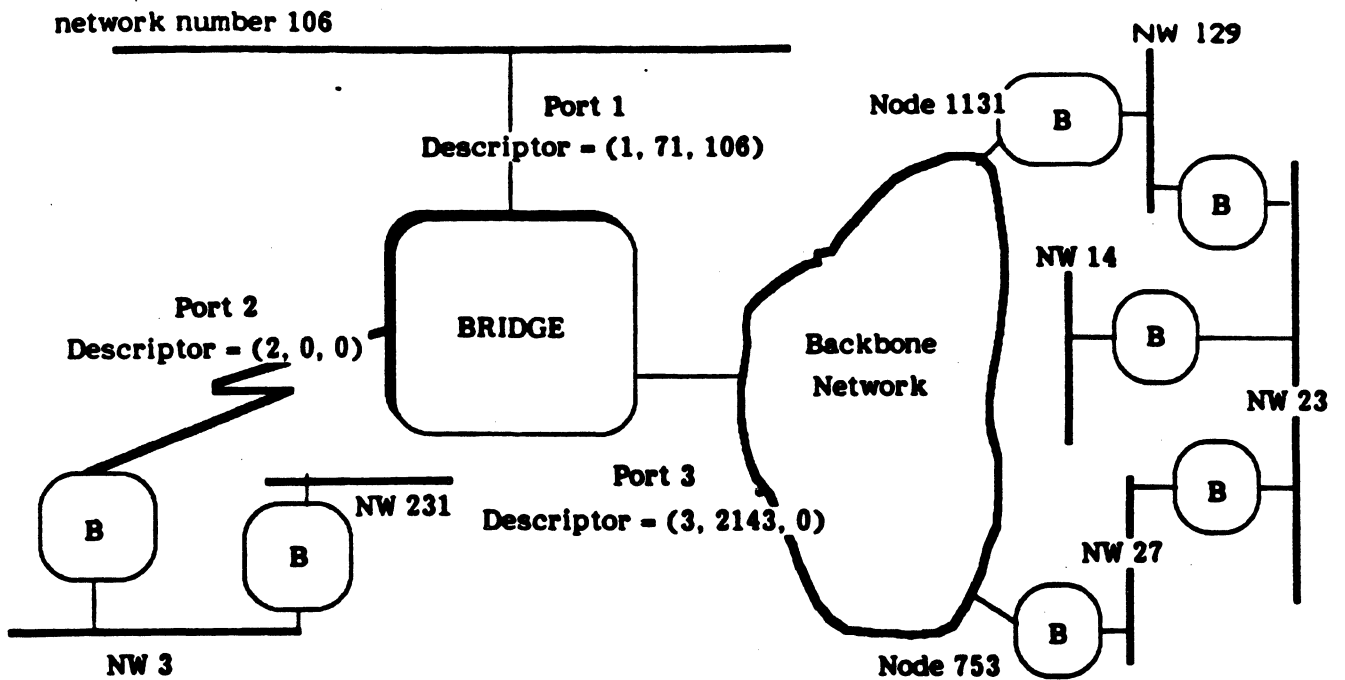 network number 106
NW 129
Port 1
Descriptor = (1, 71, 106)
Node 1131
B
B
NW 14
Port 2
Descriptor = (2, 0, 0)
BRIDGE
Backbone
Network
B
NW 23
Port 3
Descriptor = (3, 2143, 0)
NW 231
B
B
B
NW 27
B
NW 3
Node 753